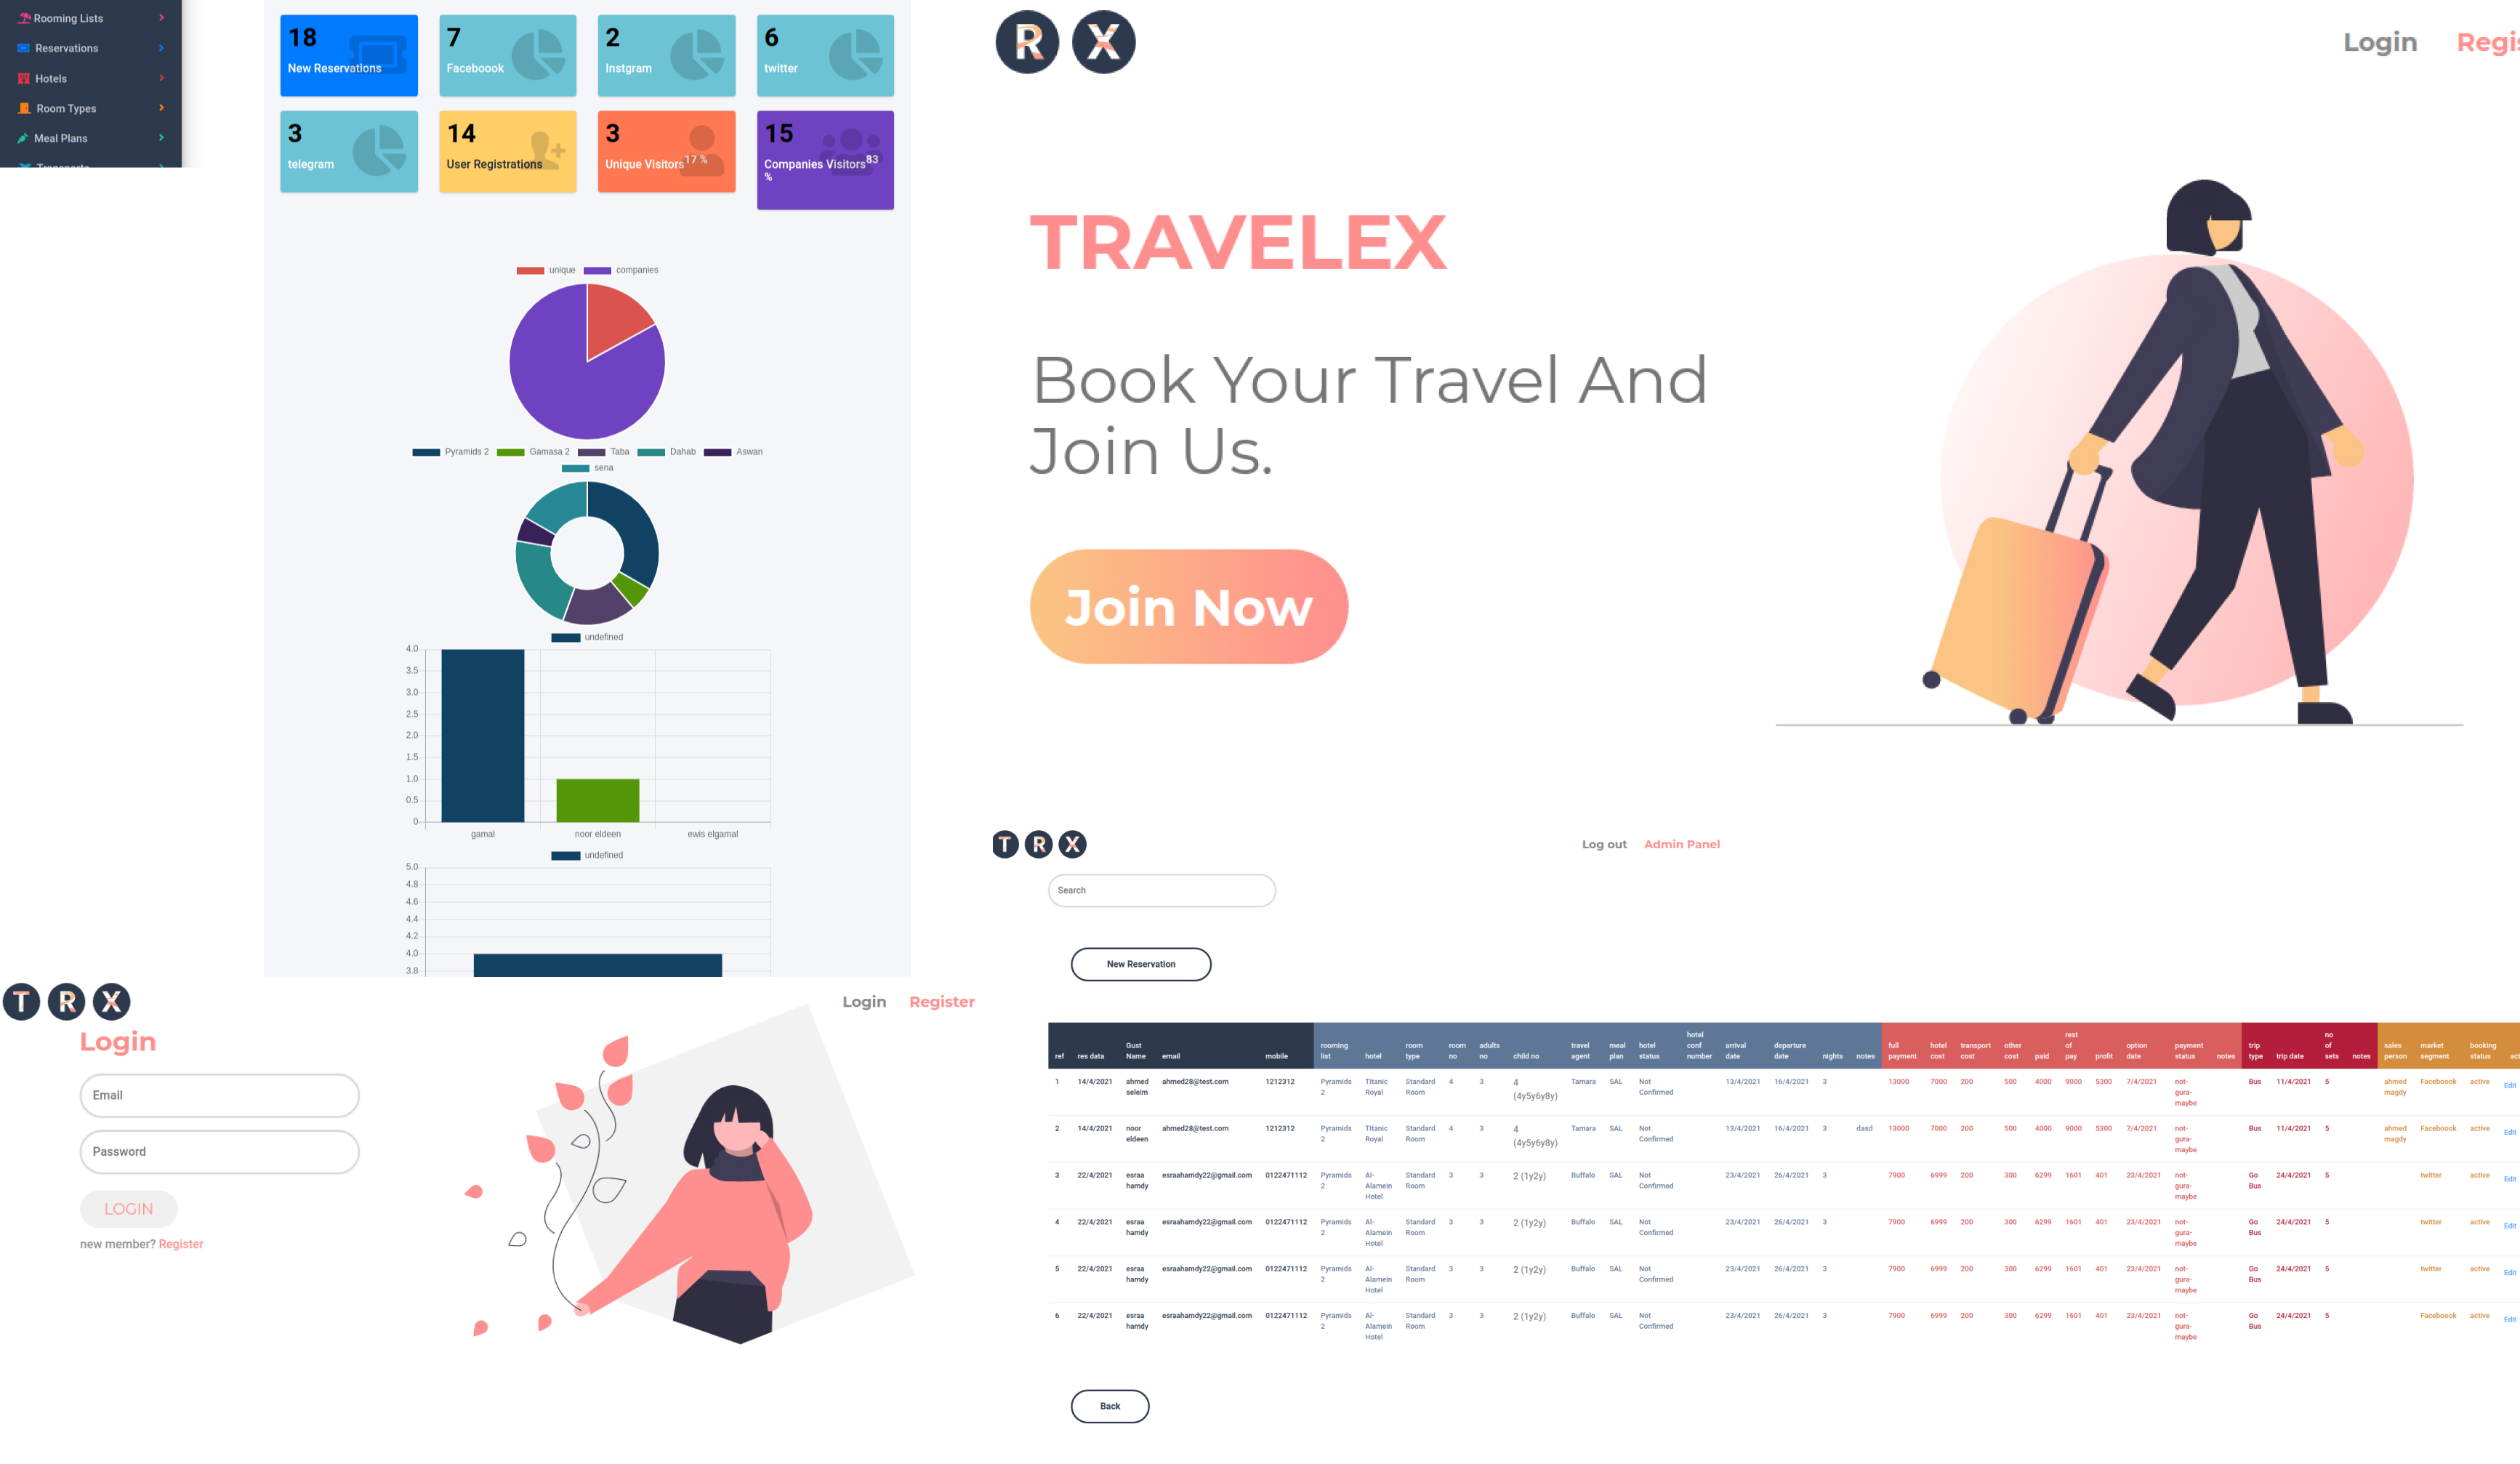 Rooming Lists
Reservations
Hotels
Room Types
Meal Plans
18
New Reservations
7
Faceboook
2
Instgram
6
twitter
3
telegram
14
User Registrations
3
Unique Visitors 17 %
15
Companies Visitors 83
%
unique companies
Pyramids 2 Gamasa 2 Taba Dahab Aswan
sena
undefined
4.0
3.5
3.0
2.5
2.0
1.5
1.0
0.5
0
gamal noor eldeen ewis elgamal
undefined
5.0
4.8
4.6
4.4
4.2
4.0
3.8
R X
Login
TRAVELEX
Book Your Travel And
Join Us.
Join Now
T R X
Login Register
Login
Email
Password
LOGIN
new member? Register
T R X
Log out Admin Panel
Search
New Reservation
ref res data Gust Name email mobile rooming list hotel room type room no adults no child no travel agent meal plan hotel status hotel conf number arrival date departure date nights notes full payment hotel cost transport cost other cost paid rest of pay profit option date payment status notes trip type trip date no of sets notes sales person market segment booking status
1 14/4/2021 ahmed seleim ahmed28@test.com 1212312 Pyramids 2 Titanic Royal Standard Room 4 3 4 (4y5y6y8y) Tamara SAL Not Confirmed 13/4/2021 16/4/2021 3 13000 7000 200 500 4000 9000 5300 7/4/2021 not-gura-maybe Bus 11/4/2021 5 ahmed magdy Faceboook active Edit
2 14/4/2021 noor eldeen ahmed28@test.com 1212312 Pyramids 2 Titanic Royal Standard Room 4 3 4 (4y5y6y8y) Tamara SAL Not Confirmed 13/4/2021 16/4/2021 3 dasd 13000 7000 200 500 4000 9000 5300 7/4/2021 not-gura-maybe Bus 11/4/2021 5 ahmed magdy Faceboook active Edit
3 22/4/2021 esraa hamdy esraahamdy22@gmail.com 0122471112 Pyramids 2 Al-Alamein Hotel Standard Room 3 3 2 (1y2y) Buffalo SAL Not Confirmed 23/4/2021 26/4/2021 3 7900 6999 200 300 6299 1601 401 23/4/2021 not-gura-maybe Go Bus 24/4/2021 5 twitter active Edit
4 22/4/2021 esraa hamdy esraahamdy22@gmail.com 0122471112 Pyramids 2 Al-Alamein Hotel Standard Room 3 3 2 (1y2y) Buffalo SAL Not Confirmed 23/4/2021 26/4/2021 3 7900 6999 200 300 6299 1601 401 23/4/2021 not-gura-maybe Go Bus 24/4/2021 5 twitter active Edit
5 22/4/2021 esraa hamdy esraahamdy22@gmail.com 0122471112 Pyramids 2 Al-Alamein Hotel Standard Room 3 3 2 (1y2y) Buffalo SAL Not Confirmed 23/4/2021 26/4/2021 3 7900 6999 200 300 6299 1601 401 23/4/2021 not-gura-maybe Go Bus 24/4/2021 5 twitter active Edit
6 22/4/2021 esraa hamdy esraahamdy22@gmail.com 0122471112 Pyramids 2 Al-Alamein Hotel Standard Room 3 3 2 (1y2y) Buffalo SAL Not Confirmed 23/4/2021 26/4/2021 3 7900 6999 200 300 6299 1601 401 23/4/2021 not-gura-maybe Go Bus 24/4/2021 5 Faceboook active Edit
Back